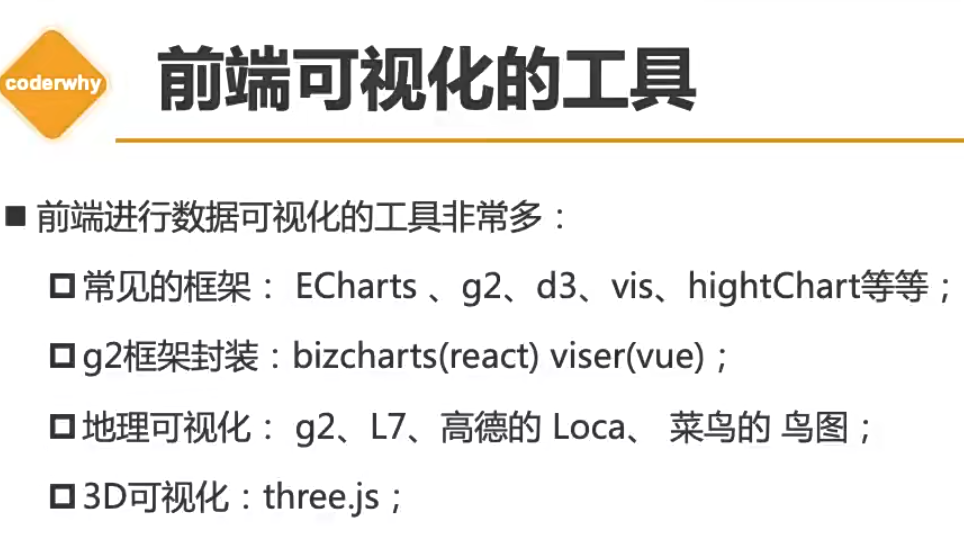 coderwhy
前端可视化的工具
前端进行数据可视化的工具非常多：
常见的框架： ECharts 、g2、d3、vis、hightChart等等；
g2框架封装：bizcharts(react) viser(vue)；
地理可视化： g2、L7、高德的 Loca、 菜鸟的 鸟图；
3D可视化：three.js；